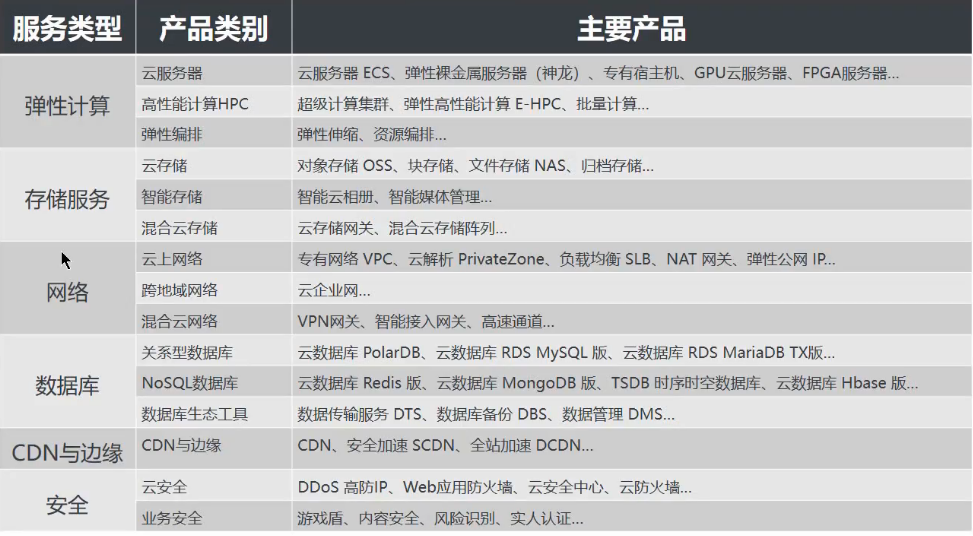 服务类型 产品类别 主要产品
弹性计算
云服务器 云服务器 ECS、弹性裸金属服务器（神龙）、专有宿主机、GPU云服务器、FPGA服务器...
高性能计算HPC 超级计算集群、弹性高性能计算 E-HPC、批量计算...
弹性编排 弹性伸缩、资源编排...
存储服务
云存储 对象存储 OSS、块存储、文件存储 NAS、归档存储...
智能存储 智能云相册、智能媒体管理...
混合云存储 云存储网关、混合云存储阵列...
网络
云上网络 专有网络 VPC、云解析 PrivateZone、负载均衡 SLB、NAT 网关、弹性公网 IP...
跨地域网络 云企业网...
混合云网络 VPN网关、智能接入网关、高速通道...
数据库
关系型数据库 云数据库 PolarDB、云数据库 RDS MySQL 版、云数据库 RDS MariaDB TX版...
NoSQL数据库 云数据库 Redis 版、云数据库 MongoDB 版、TSDB 时序时空数据库、云数据库 Hbase 版...
数据库生态工具 数据传输服务 DTS、数据库备份 DBS、数据管理 DMS...
CDN与边缘
CDN与边缘 CDN、安全加速 SCDN、全站加速 DCDN...
安全
云安全 DDoS 高防IP、Web应用防火墙、云安全中心、云防火墙...
业务安全 游戏盾、内容安全、风险识别、实人认证...